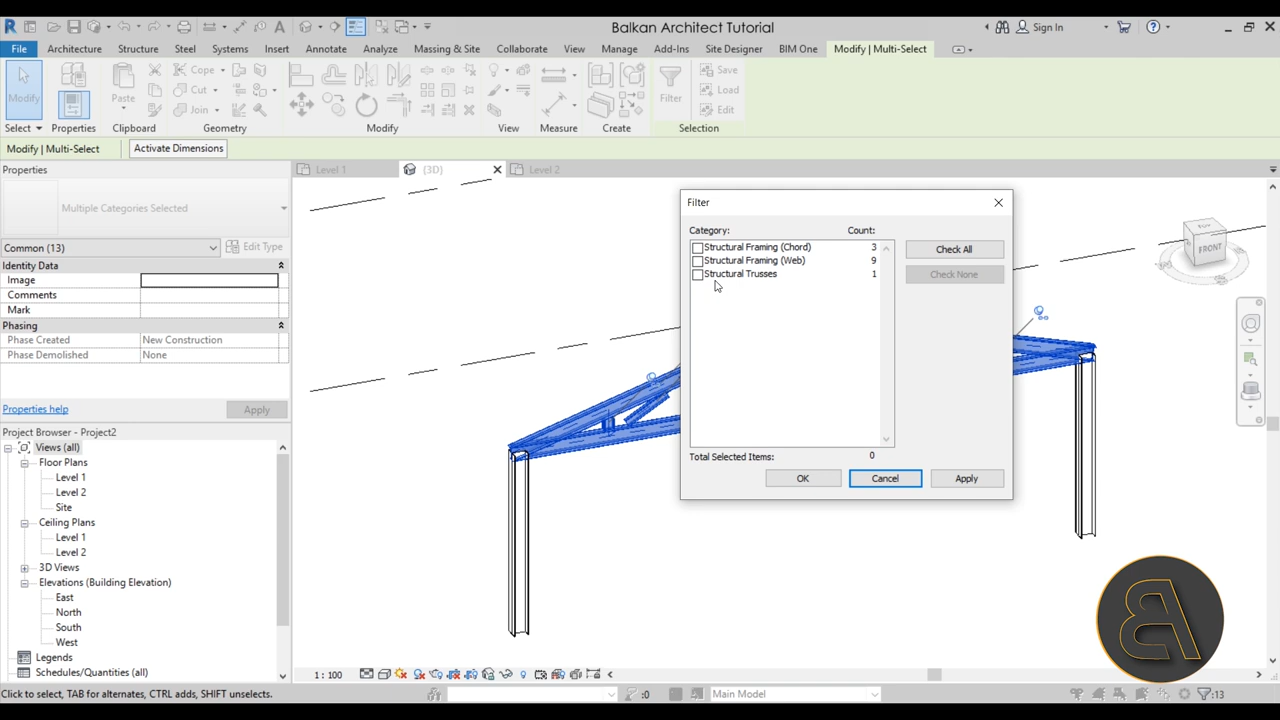 Balkan Architect Tutorial
Sign In
File
Architecture
Structure
Steel
Systems
Insert
Annotate
Analyze
Massing & Site
Collaborate
View
Manage
Add-Ins
Site Designer
BIM One
Modify | Multi-Select
Modify
Paste
Cope
Cut
Join
Filter
Save
Load
Edit
Select
Properties
Clipboard
Geometry
Modify
View
Measure
Create
Selection
Modify | Multi-Select
Activate Dimensions
Properties
Level 1
(3D)
Level 2
Multiple Categories Selected
Common (13)
Edit Type
Identity Data
Image
Comments
Mark
Phasing
Phase Created New Construction
Phase Demolished None
Properties help
Apply
Project Browser - Project2
Views (all)
Floor Plans
Level 1
Level 2
Site
Ceiling Plans
Level 1
Level 2
3D Views
Elevations (Building Elevation)
East
North
South
West
Legends
Schedules/Quantities (all)
Filter
Category: Count:
Structural Framing (Chord) 3
Structural Framing (Web) 9
Structural Trusses 1
Check All
Check None
Total Selected Items: 0
OK
Cancel
Apply
TOP
FRONT
1 : 100
Click to select, TAB for alternates, CTRL adds, SHIFT unselects.
:0
Main Model
:13